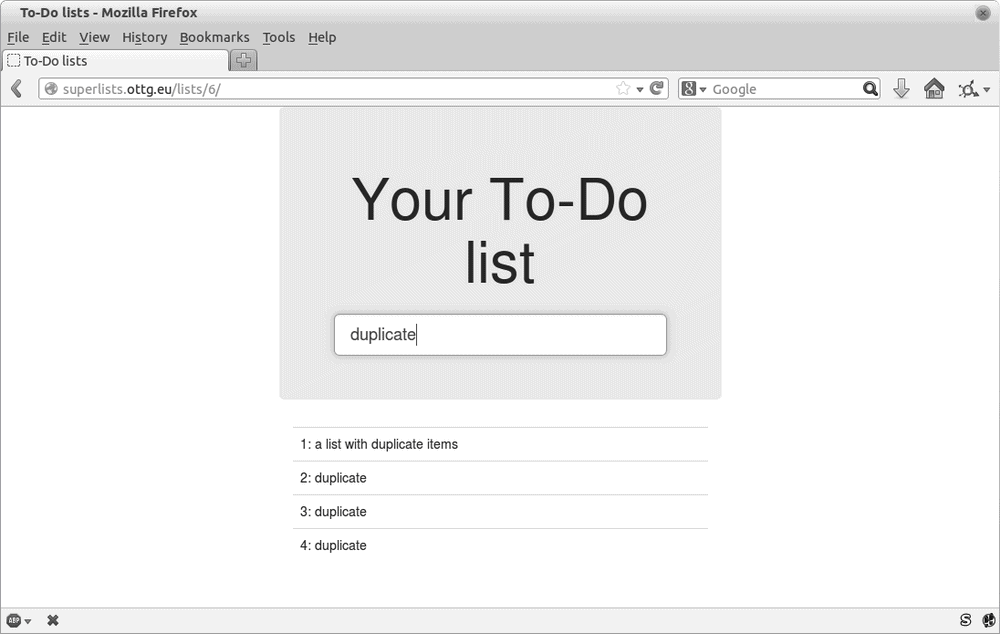 To-Do lists - Mozilla Firefox
File Edit View History Bookmarks Tools Help
To-Do lists
superlists.ottg.eu/lists/6/
Google
Your To-Do
list
duplicate
1: a list with duplicate items
2: duplicate
3: duplicate
4: duplicate
ABP
S